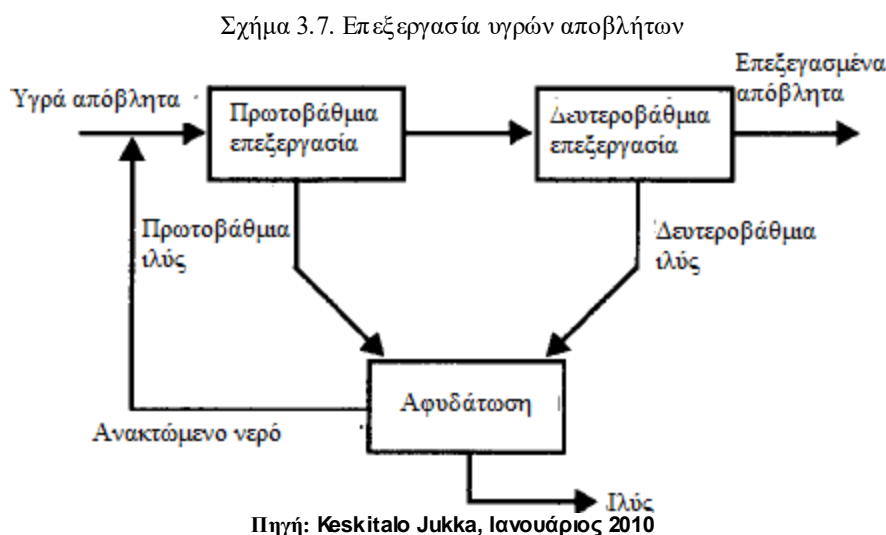 Σχήμα 3.7. Επεξεργασία υγρών αποβλήτων
Υγρά απόβλητα
Πρωτοβάθμια
επεξεργασία
Δευτεροβάθμια
επεξεργασία
Επεξεγασμένα
απόβλητα
Πρωτοβάθμια
ιλύς
Δευτεροβάθμια
ιλύς
Αφυδάτωση
Ανακτώμενο νερό
Ιλύς
Πηγή: Keskitalo Jukka, Ιανουάριος 2010